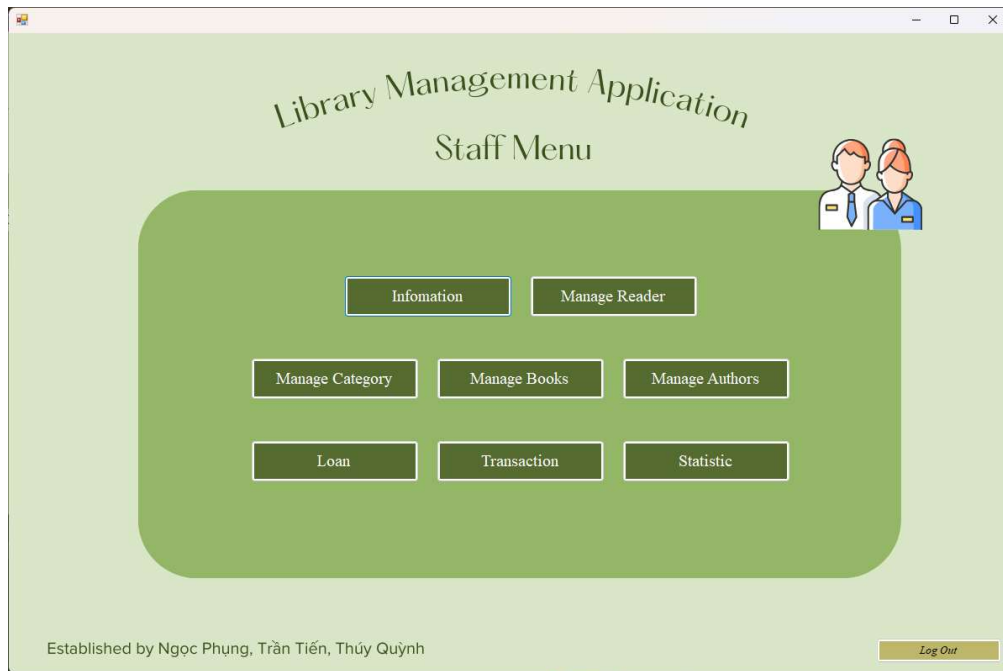 Library Management Application
Staff Menu
Infomation
Manage Reader
Manage Category
Manage Books
Manage Authors
Loan
Transaction
Statistic
Established by Ngọc Phụng, Trần Tiến, Thúy Quỳnh
Log Out